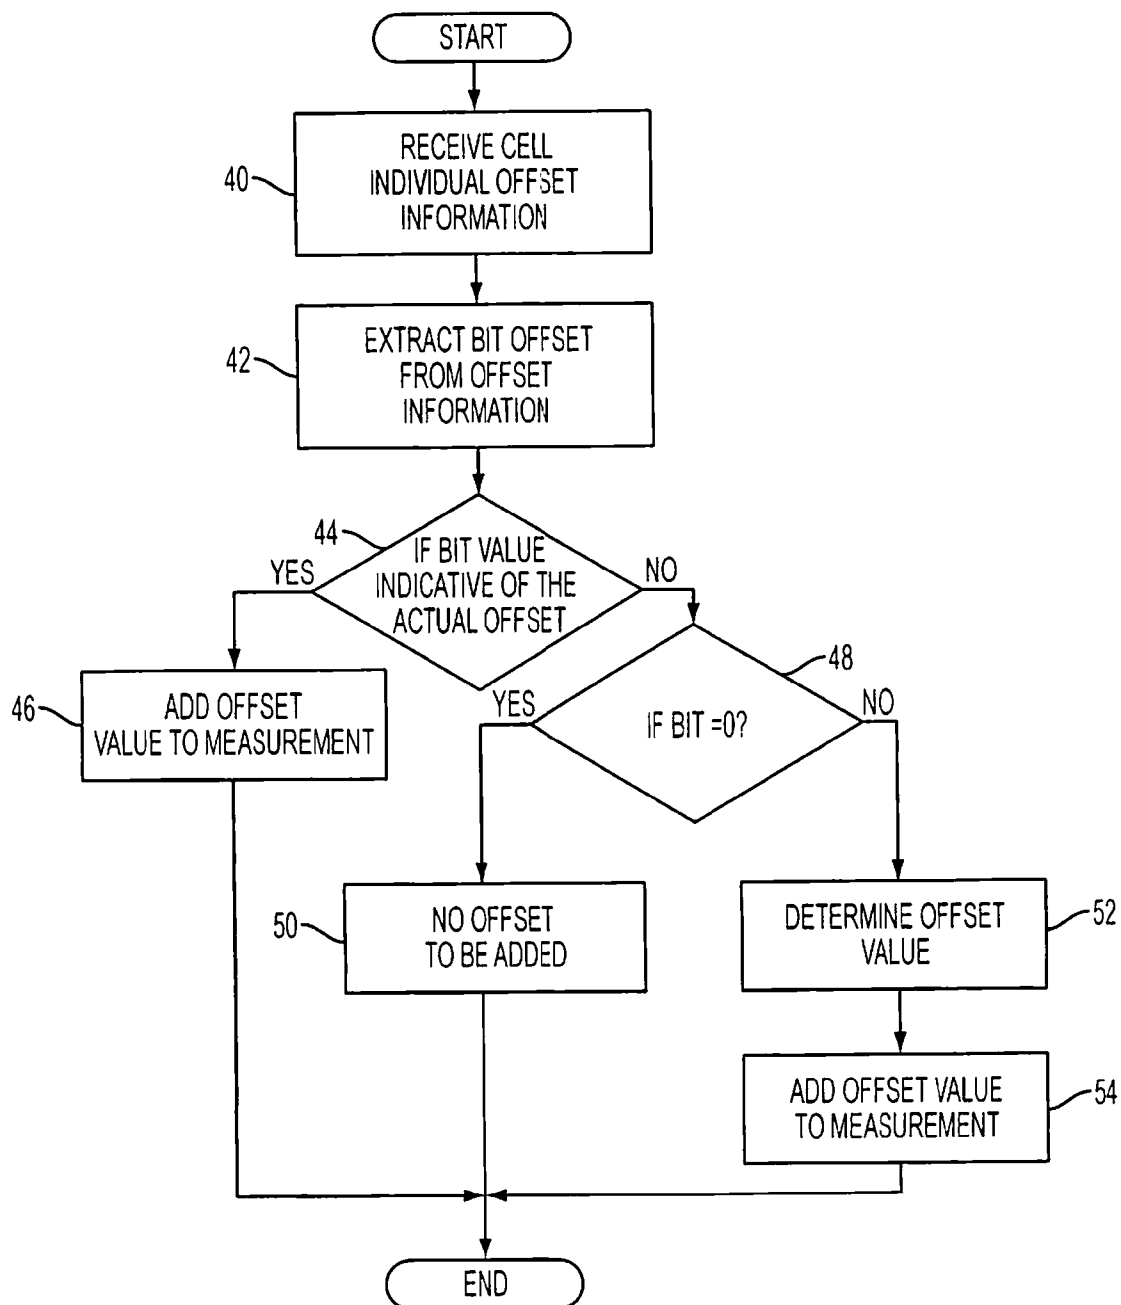 START
RECEIVE CELL
INDIVIDUAL OFFSET
INFORMATION
40
EXTRACT BIT OFFSET
FROM OFFSET
INFORMATION
42
44
IF BIT VALUE
INDICATIVE OF THE
ACTUAL OFFSET
YES
NO
46
ADD OFFSET
VALUE TO MEASUREMENT
48
IF BIT =0?
YES
NO
50
NO OFFSET
TO BE ADDED
DETERMINE OFFSET
VALUE
52
ADD OFFSET VALUE
TO MEASUREMENT
54
END